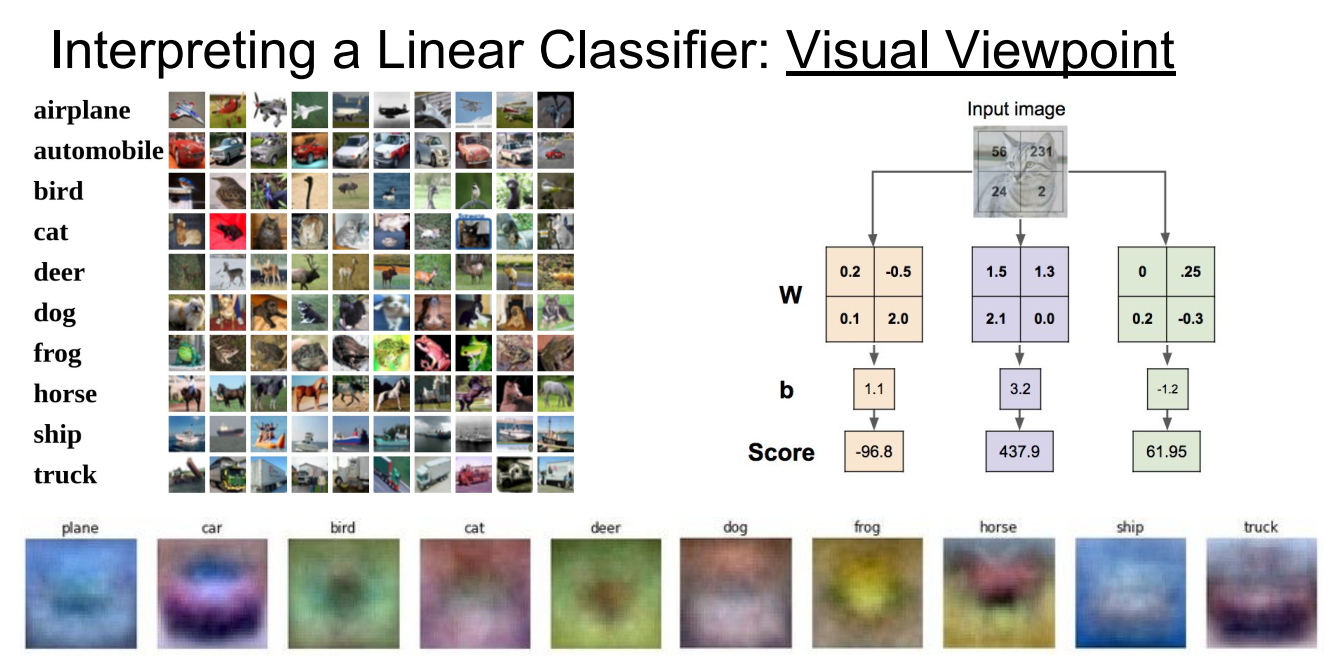 Interpreting a Linear Classifier: Visual Viewpoint
airplane
automobile
bird
cat
deer
dog
frog
horse
ship
truck
Input image
56 231
24 2
W
0.2 -0.5
0.1 2.0
1.5 1.3
2.1 0.0
0 .25
0.2 -0.3
b
1.1
3.2
-1.2
Score
-96.8
437.9
61.95
plane car bird cat deer dog frog horse ship truck